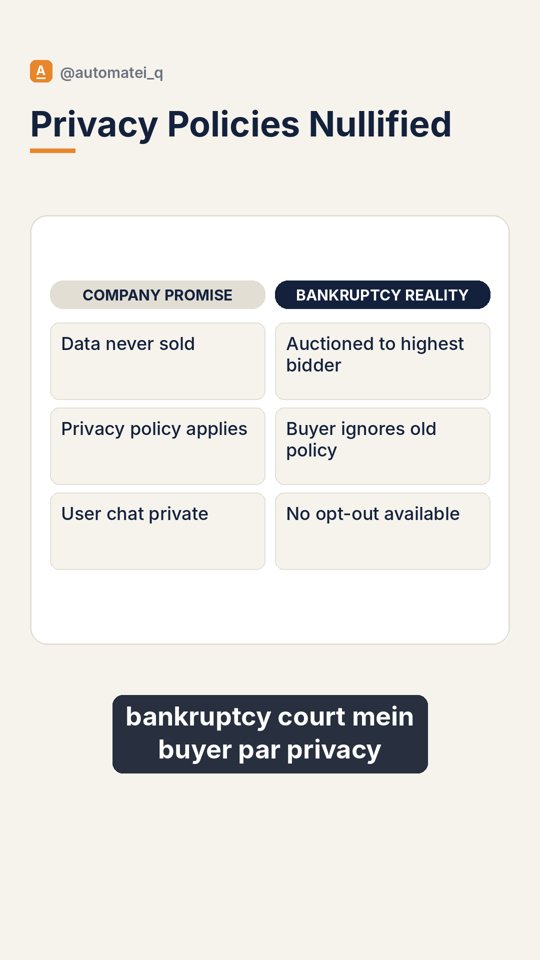 A
@automatei_q
Privacy Policies Nullified
COMPANY PROMISE
BANKRUPTCY REALITY
Data never sold
Auctioned to highest
bidder
Privacy policy applies
Buyer ignores old
policy
User chat private
No opt-out available
bankruptcy court mein
buyer par privacy